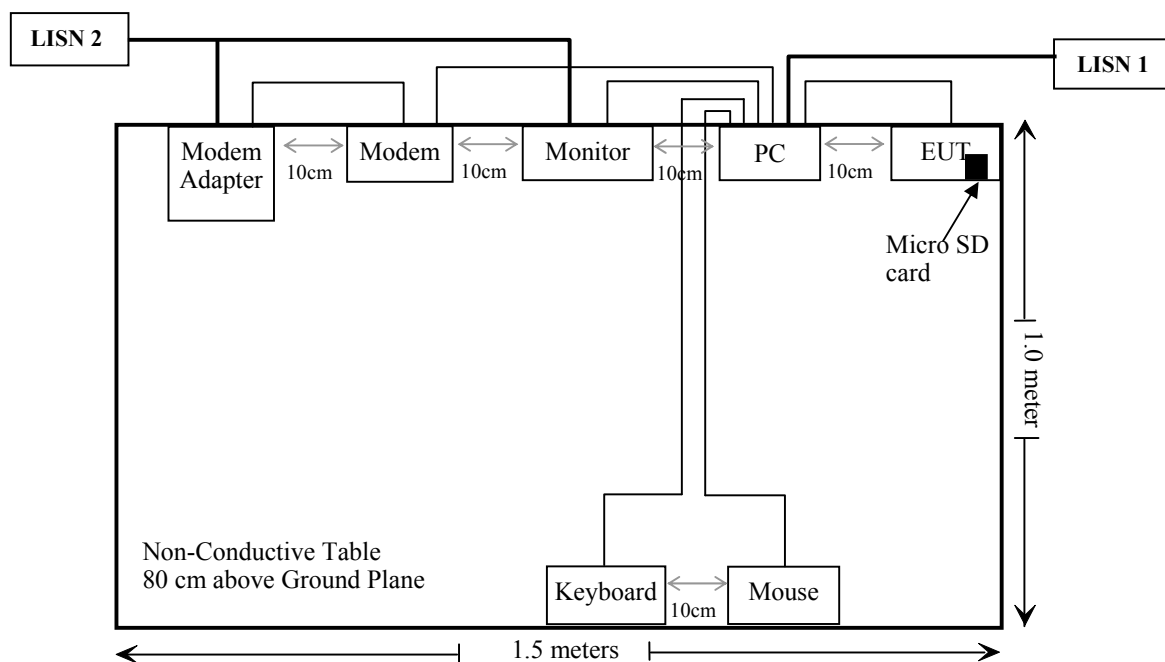 LISN 2
LISN 1
Modem
Adapter
10cm
Modem
10cm
Monitor
10cm
PC
10cm
EUT
Micro SD
card
1.0 meter
Non-Conductive Table
80 cm above Ground Plane
Keyboard
10cm
Mouse
1.5 meters